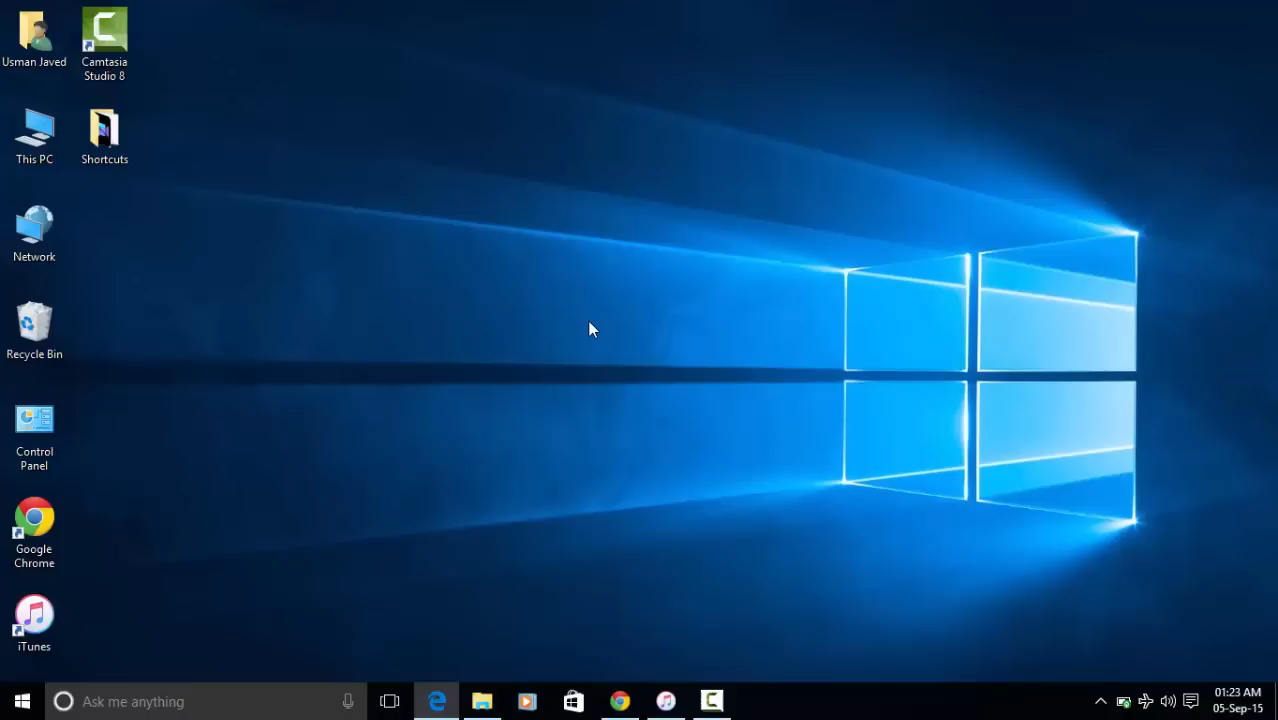 Usman Javed
Camtasia
Studio 8
This PC
Shortcuts
Network
Recycle Bin
Control
Panel
Google
Chrome
iTunes
Ask me anything
01:23 AM
05-Sep-15